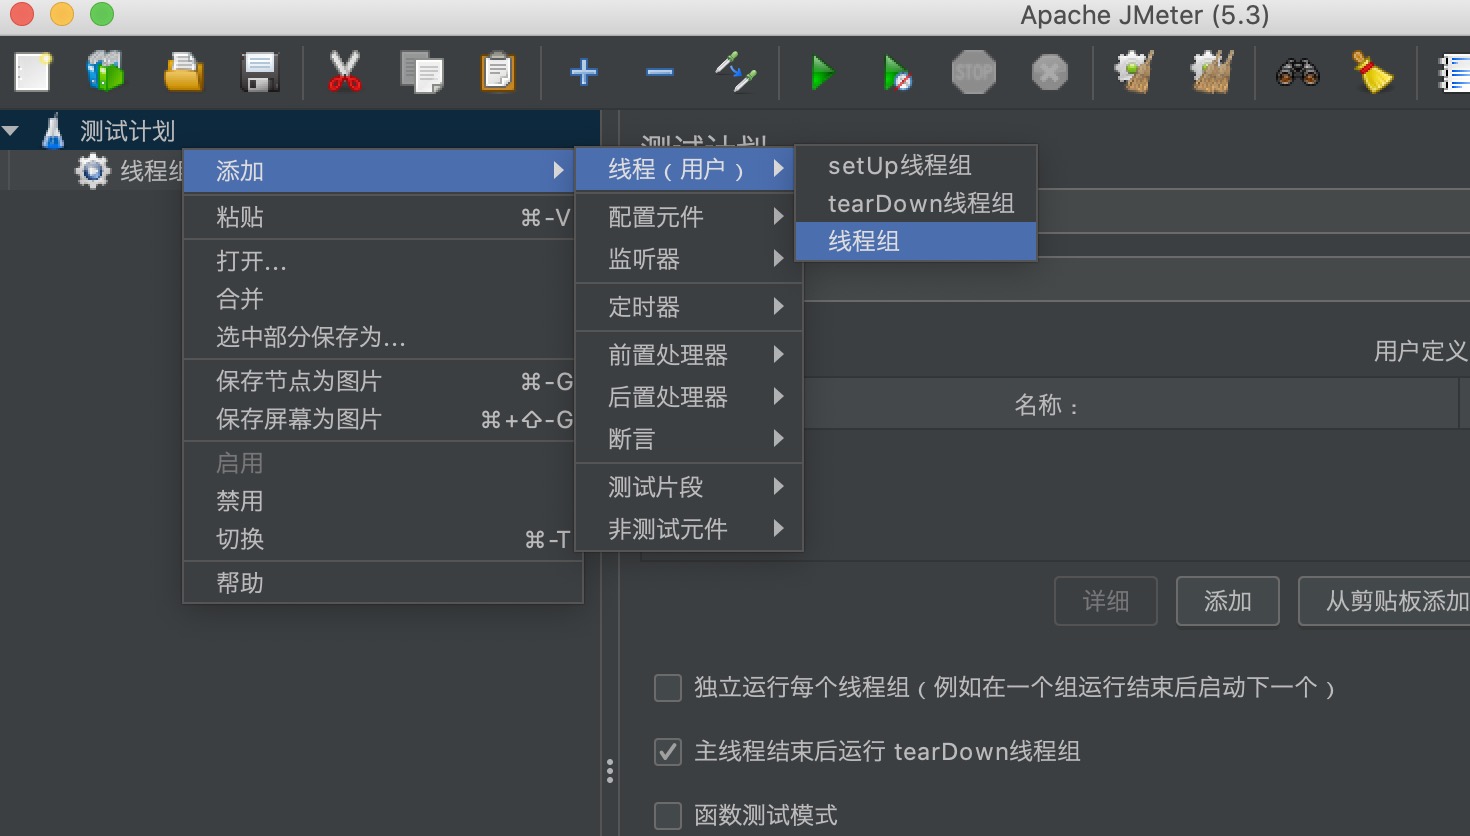 Apache JMeter (5.3)
STOP
测试计划
线程组
测试计划
添加
粘贴 ⌘-V
打开...
合并
选中部分保存为...
保存节点为图片 ⌘-G
保存屏幕为图片 ⌘+⇧-G
启用
禁用
切换 ⌘-T
帮助
线程（用户）
配置元件
监听器
定时器
前置处理器
后置处理器
断言
测试片段
非测试元件
setUp线程组
tearDown线程组
线程组
用户定义
名称：
详细 添加 从剪贴板添加
独立运行每个线程组（例如在一个组运行结束后启动下一个）
主线程结束后运行 tearDown线程组
函数测试模式